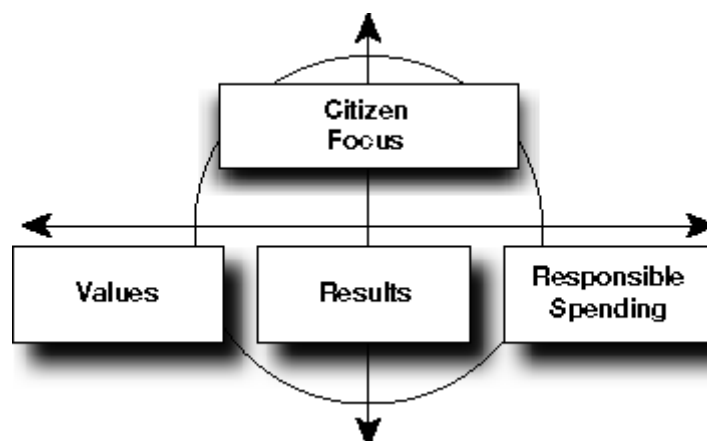 Citizen
Focus
Values
Results
Responsible
Spending